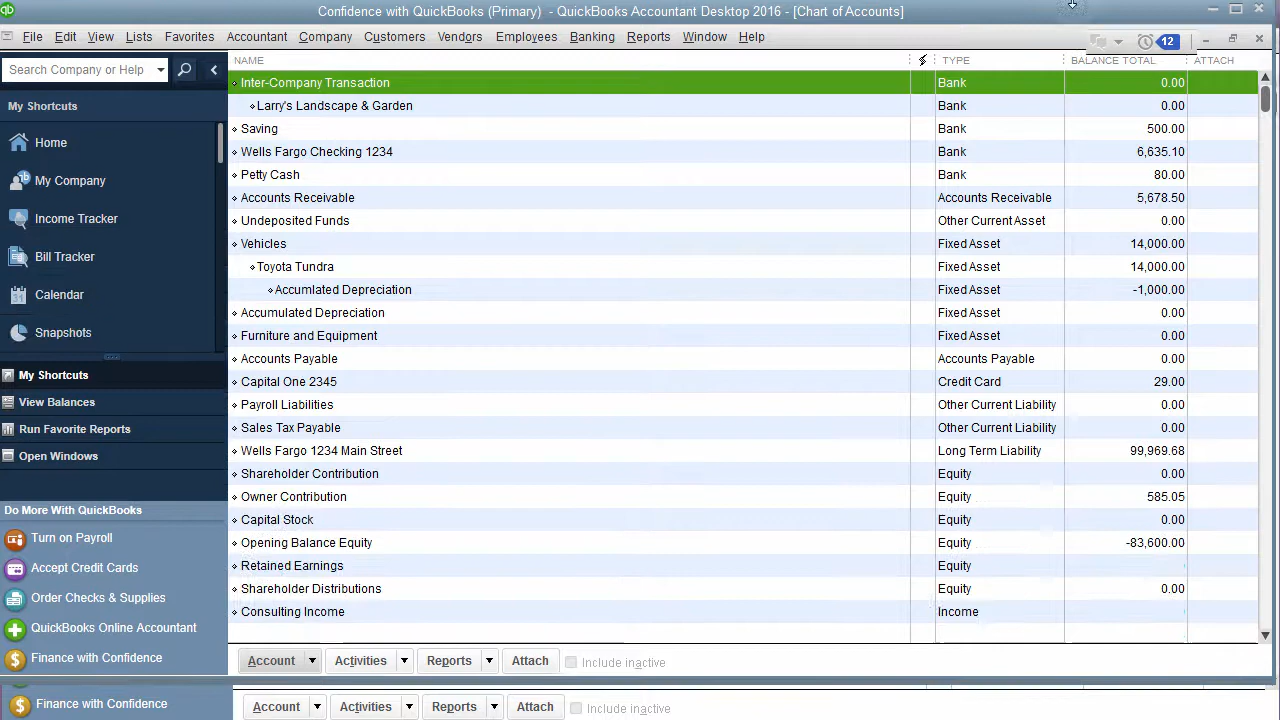 qb Confidence with QuickBooks (Primary) - QuickBooks Accountant Desktop 2016 - [Chart of Accounts]
File Edit View Lists Favorites Accountant Company Customers Vendors Employees Banking Reports Window Help
12
Search Company or Help
My Shortcuts
Home
My Company
Income Tracker
Bill Tracker
Calendar
Snapshots
My Shortcuts
View Balances
Run Favorite Reports
Open Windows
Do More With QuickBooks
Turn on Payroll
Accept Credit Cards
Order Checks & Supplies
QuickBooks Online Accountant
Finance with Confidence
NAME TYPE BALANCE TOTAL ATTACH
Inter-Company Transaction Bank 0.00
Larry's Landscape & Garden Bank 0.00
Saving Bank 500.00
Wells Fargo Checking 1234 Bank 6,635.10
Petty Cash Bank 80.00
Accounts Receivable Accounts Receivable 5,678.50
Undeposited Funds Other Current Asset 0.00
Vehicles Fixed Asset 14,000.00
Toyota Tundra Fixed Asset 14,000.00
Accumlated Depreciation Fixed Asset -1,000.00
Accumulated Depreciation Fixed Asset 0.00
Furniture and Equipment Fixed Asset 0.00
Accounts Payable Accounts Payable 0.00
Capital One 2345 Credit Card 29.00
Payroll Liabilities Other Current Liability 0.00
Sales Tax Payable Other Current Liability 0.00
Wells Fargo 1234 Main Street Long Term Liability 99,969.68
Shareholder Contribution Equity 0.00
Owner Contribution Equity 585.05
Capital Stock Equity 0.00
Opening Balance Equity Equity -83,600.00
Retained Earnings Equity
Shareholder Distributions Equity 0.00
Consulting Income Income
Account Activities Reports Attach Include inactive
Finance with Confidence
Account Activities Reports Attach Include inactive